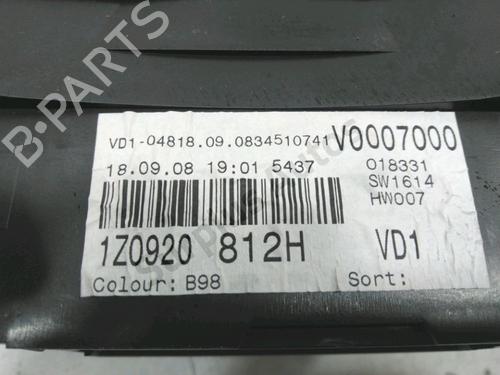 B-PARTS
VD1-04818.09.0834510741 V0007000
18.09.08 19:01 5437 018331
SW1614
HW007
1Z0920 812H VD1
Colour: B98 Sort: